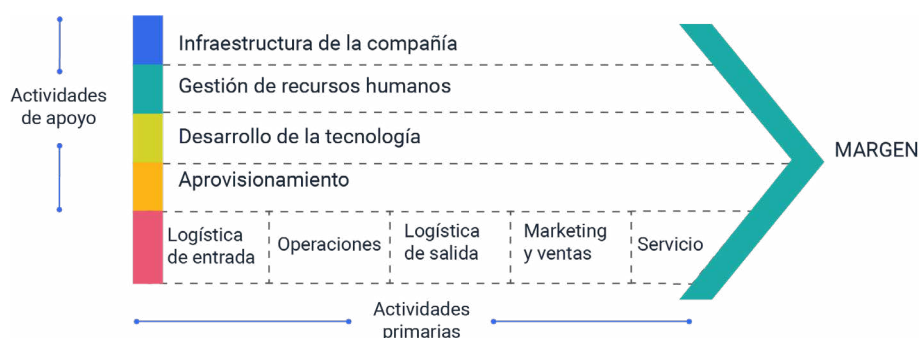 Infraestructura de la compañía
Gestión de recursos humanos
Actividades
de apoyo
Desarrollo de la tecnología
MARGEN
Aprovisionamiento
Logística
de entrada
Operaciones
Logística
de salida
Marketing
y ventas
Servicio
Actividades
primarias